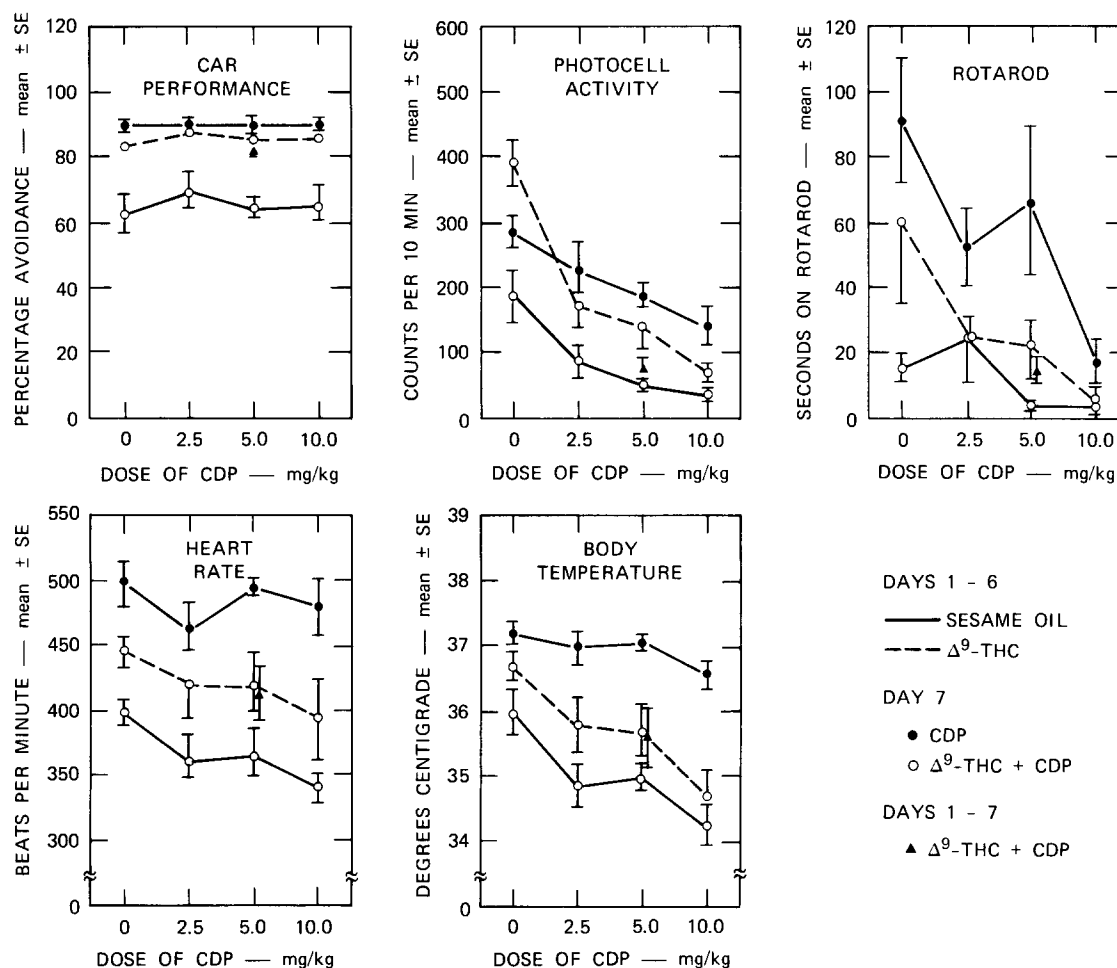 PERCENTAGE AVOIDANCE — mean ± SE
120
100
80
60
40
20
0
CAR
PERFORMANCE
0 2.5 5.0 10.0
DOSE OF CDP — mg/kg
COUNTS PER 10 MIN — mean ± SE
600
500
400
300
200
100
0
PHOTOCELL
ACTIVITY
0 2.5 5.0 10.0
DOSE OF CDP — mg/kg
SECONDS ON ROTAROD — mean ± SE
120
100
80
60
40
20
0
ROTAROD
0 2.5 5.0 10.0
DOSE OF CDP — mg/kg
BEATS PER MINUTE — mean ± SE
550
500
450
400
350
300
0
HEART
RATE
0 2.5 5.0 10.0
DOSE OF CDP — mg/kg
DEGREES CENTIGRADE — mean ± SE
39
38
37
36
35
34
0
BODY
TEMPERATURE
0 2.5 5.0 10.0
DOSE OF CDP — mg/kg
DAYS 1 - 6
SESAME OIL
Δ⁹-THC
DAY 7
● CDP
○ Δ⁹-THC + CDP
DAYS 1 - 7
▲ Δ⁹-THC + CDP